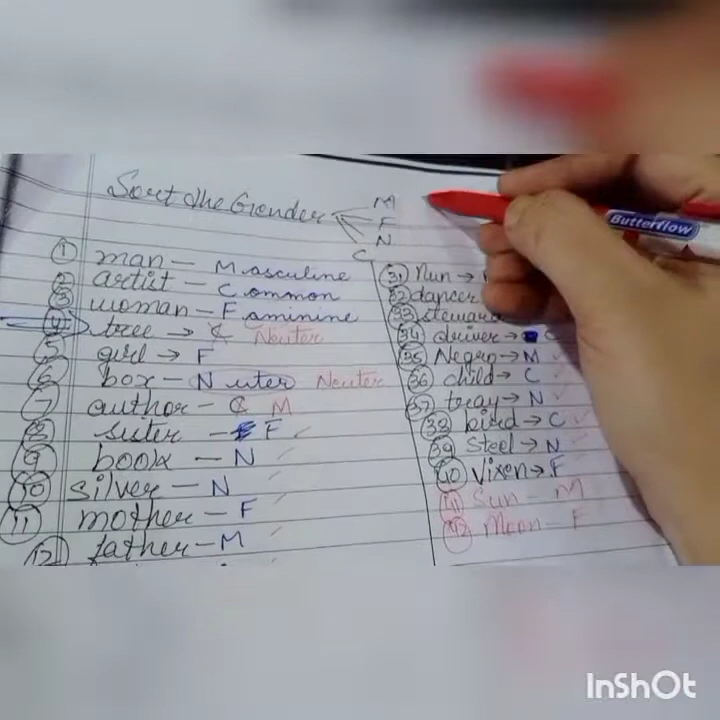 Sort the Gender
M
F
N
C
1 man - Masculine
2 artist - Common
3 woman - Faminine
4 tree → C Neuter
5 girl → F
6 box - Nuter Neuter
7 author - C M
8 sister - F
9 book - N
10 silver - N
11 mother - F
12 father - M
31 Nun →
32 dancer
33 steward
34 driver → C
35 Negro → M
36 child → C
37 tray → N
38 bird → C
39 Steel → N
40 Vixen → F
41 Sun - M
42 Moon - F
Butterflow
InShOt